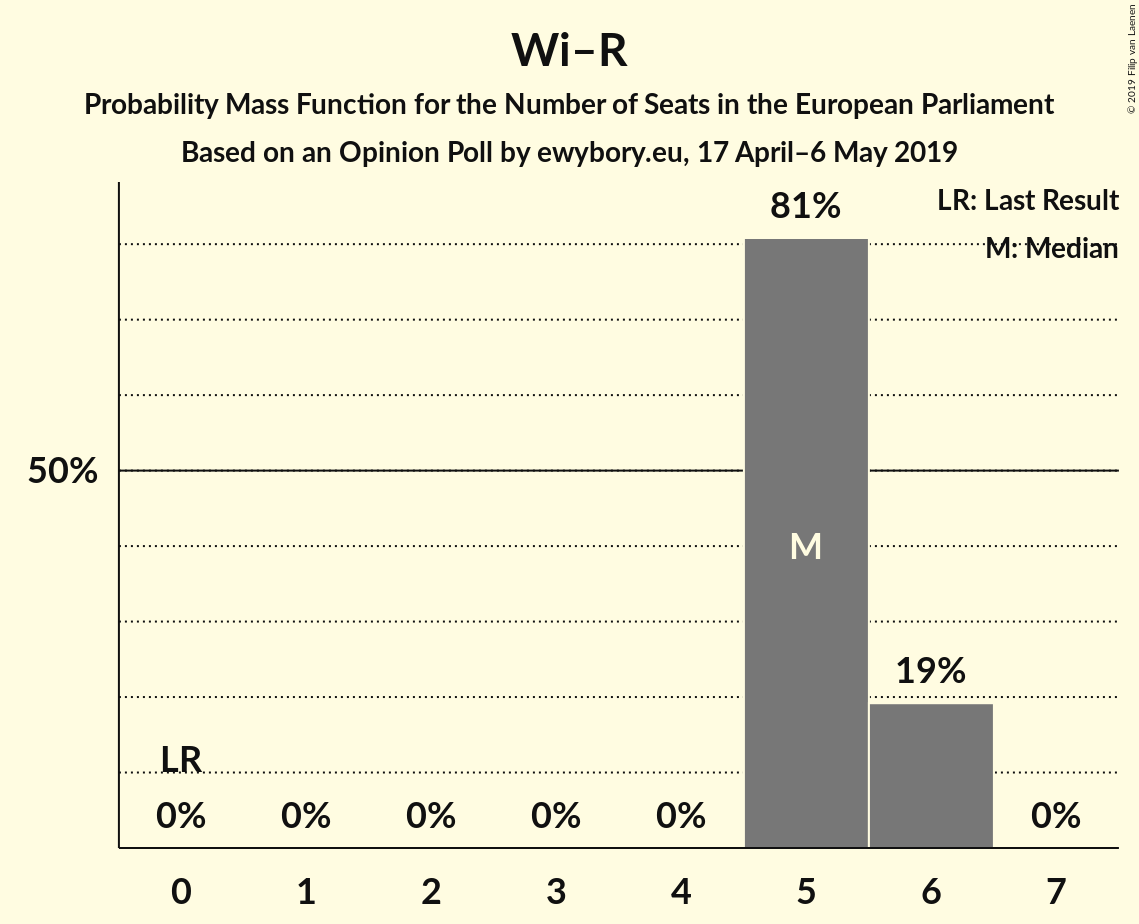 Wi–R
Probability Mass Function for the Number of Seats in the European Parliament
Based on an Opinion Poll by ewybory.eu, 17 April–6 May 2019
© 2019 Filip van Laenen
LR: Last Result
M: Median
81%
50%
M
19%
LR
0% 0% 0% 0% 0% 0%
0 1 2 3 4 5 6 7